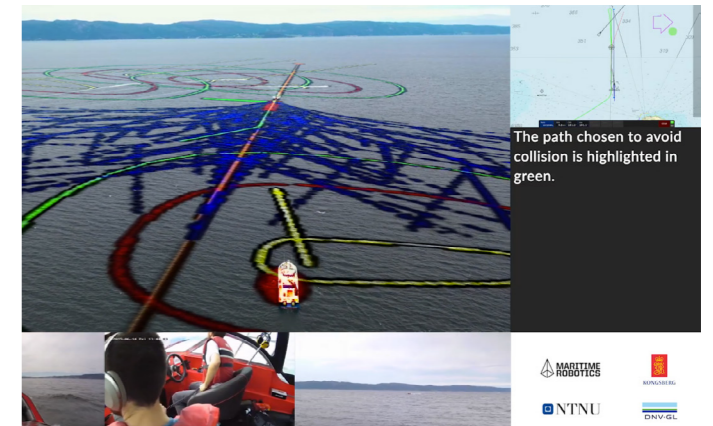 The path chosen to avoid
collision is highlighted in
green.
MARITIME
ROBOTICS
KONGSBERG
NTNU
DNV·GL